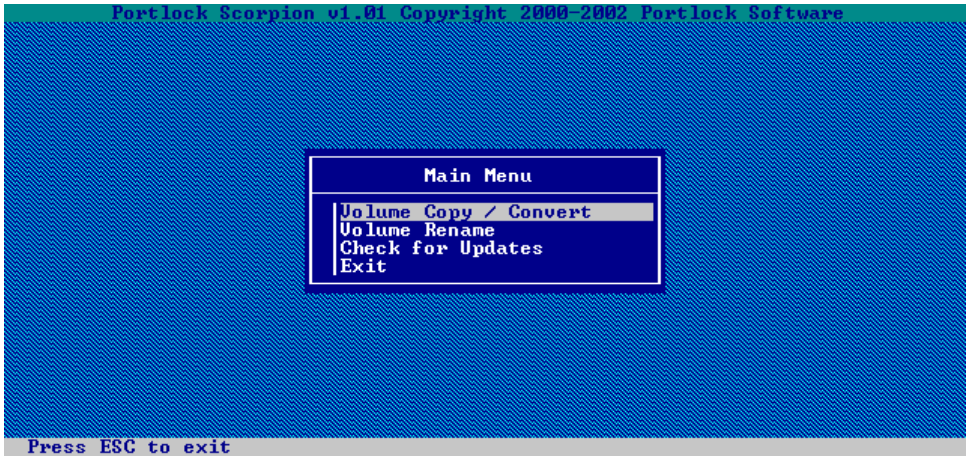 Portlock Scorpion v1.01 Copyright 2000-2002 Portlock Software
Main Menu
Volume Copy / Convert
Volume Rename
Check for Updates
Exit
Press ESC to exit